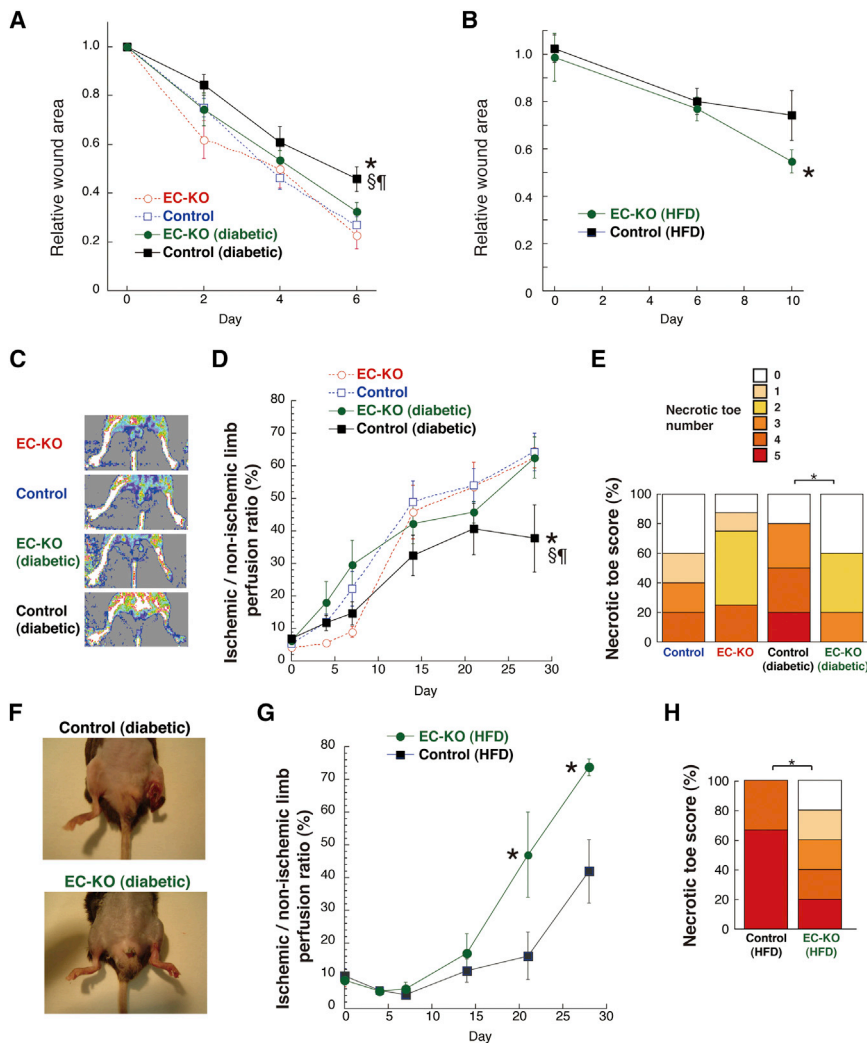 A
Relative wound area
1.0
0.8
0.6
0.4
0.2
0
EC-KO
Control
EC-KO (diabetic)
Control (diabetic)
*
§¶
0
2
4
6
Day
B
Relative wound area
1.0
0.8
0.6
0.4
1.0
0
EC-KO (HFD)
Control (HFD)
*
0
2
4
6
8
10
Day
C
EC-KO
Control
EC-KO
(diabetic)
Control
(diabetic)
D
EC-KO
Control
EC-KO (diabetic)
Control (diabetic)
Ischemic / non-ischemic limb
perfusion ratio (%)
80
70
60
50
40
30
20
10
0
*
§¶
0
5
10
15
20
25
30
Day
E
Necrotic toe
number
0
1
2
3
4
5
*
Necrotic toe score (%)
100
80
60
40
20
0
Control
EC-KO
Control
(diabetic)
EC-KO
(diabetic)
F
Control (diabetic)
EC-KO (diabetic)
G
EC-KO (HFD)
Control (HFD)
Ischemic / non-ischemic limb
perfusion ratio (%)
80
70
60
50
40
30
20
10
0
*
*
0
5
10
15
20
25
30
Day
H
*
Necrotic toe score (%)
100
80
60
40
20
0
Control
(HFD)
EC-KO
(HFD)